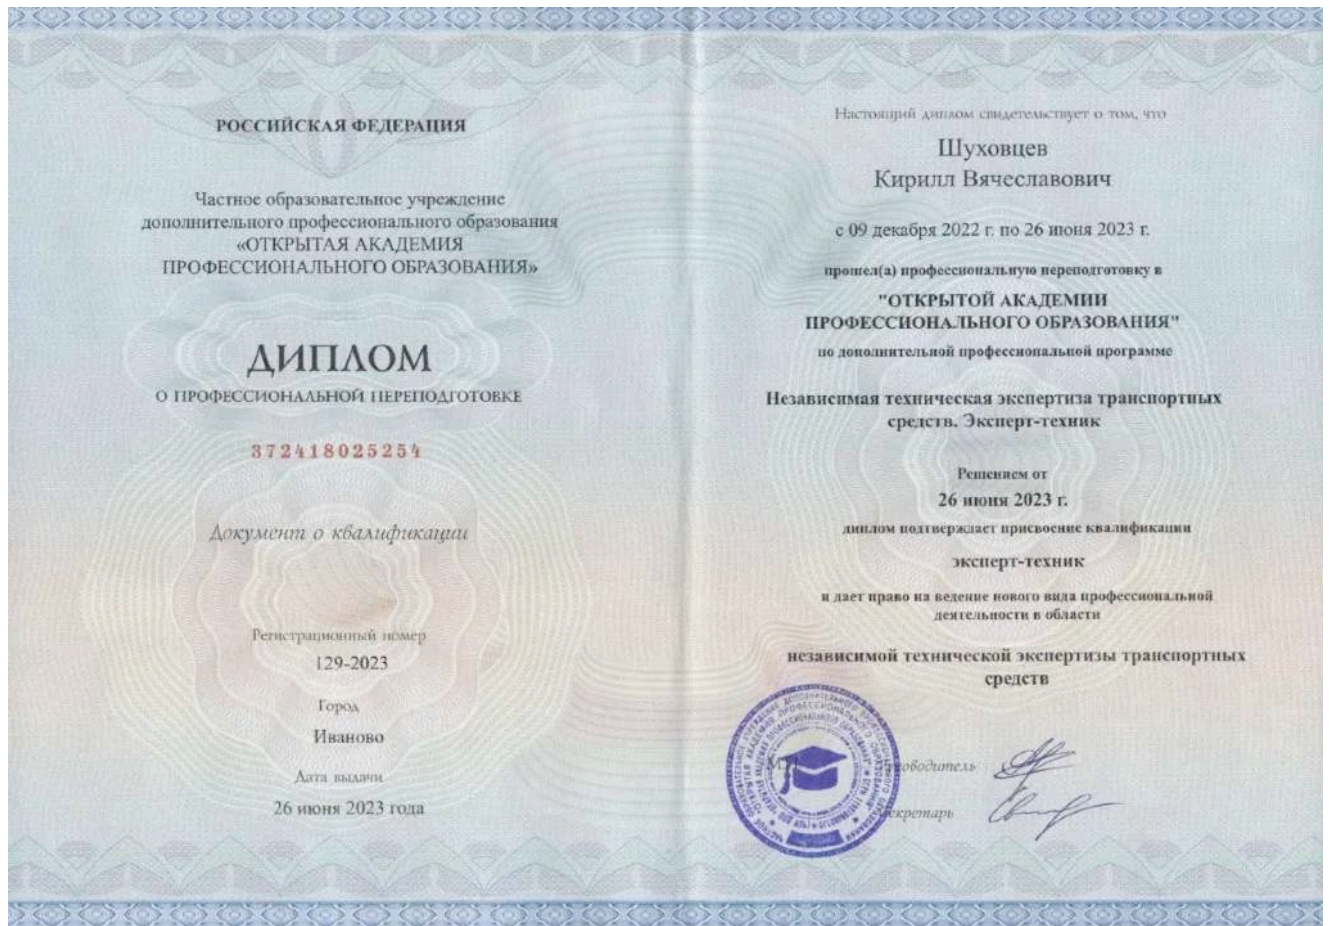 РОССИЙСКАЯ ФЕДЕРАЦИЯ
Частное образовательное учреждение
дополнительного профессионального образования
«ОТКРЫТАЯ АКАДЕМИЯ
ПРОФЕССИОНАЛЬНОГО ОБРАЗОВАНИЯ»
ДИПЛОМ
О ПРОФЕССИОНАЛЬНОЙ ПЕРЕПОДГОТОВКЕ
372418025254
Документ о квалификации
Регистрационный номер
129-2023
Город
Иваново
Дата выдачи
26 июня 2023 года
Настоящий диплом свидетельствует о том, что
Шуховцев
Кирилл Вячеславович
с 09 декабря 2022 г. по 26 июня 2023 г.
прошел(а) профессиональную переподготовку в
"ОТКРЫТОЙ АКАДЕМИИ
ПРОФЕССИОНАЛЬНОГО ОБРАЗОВАНИЯ"
по дополнительной профессиональной программе
Независимая техническая экспертиза транспортных
средств. Эксперт-техник
Решением от
26 июня 2023 г.
диплом подтверждает присвоение квалификации
эксперт-техник
и дает право на ведение нового вида профессиональной
деятельности в области
независимой технической экспертизы транспортных
средств
М.П.
Руководитель
Секретарь